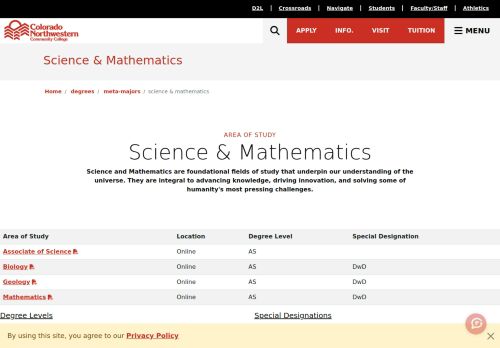 D2L | Crossroads | Navigate | Students | Faculty/Staff | Athletics
Colorado
Northwestern
Community College
APPLY INFO. VISIT TUITION MENU
Science & Mathematics
Home / degrees / meta-majors / science & mathematics
AREA OF STUDY
Science & Mathematics
Science and Mathematics are foundational fields of study that underpin our understanding of the
universe. They are integral to advancing knowledge, driving innovation, and solving some of
humanity's most pressing challenges.
Area of Study Location Degree Level Special Designation
Associate of Science Online AS
Biology Online AS DwD
Geology Online AS DwD
Mathematics Online AS DwD
Degree Levels Special Designations
By using this site, you agree to our Privacy Policy